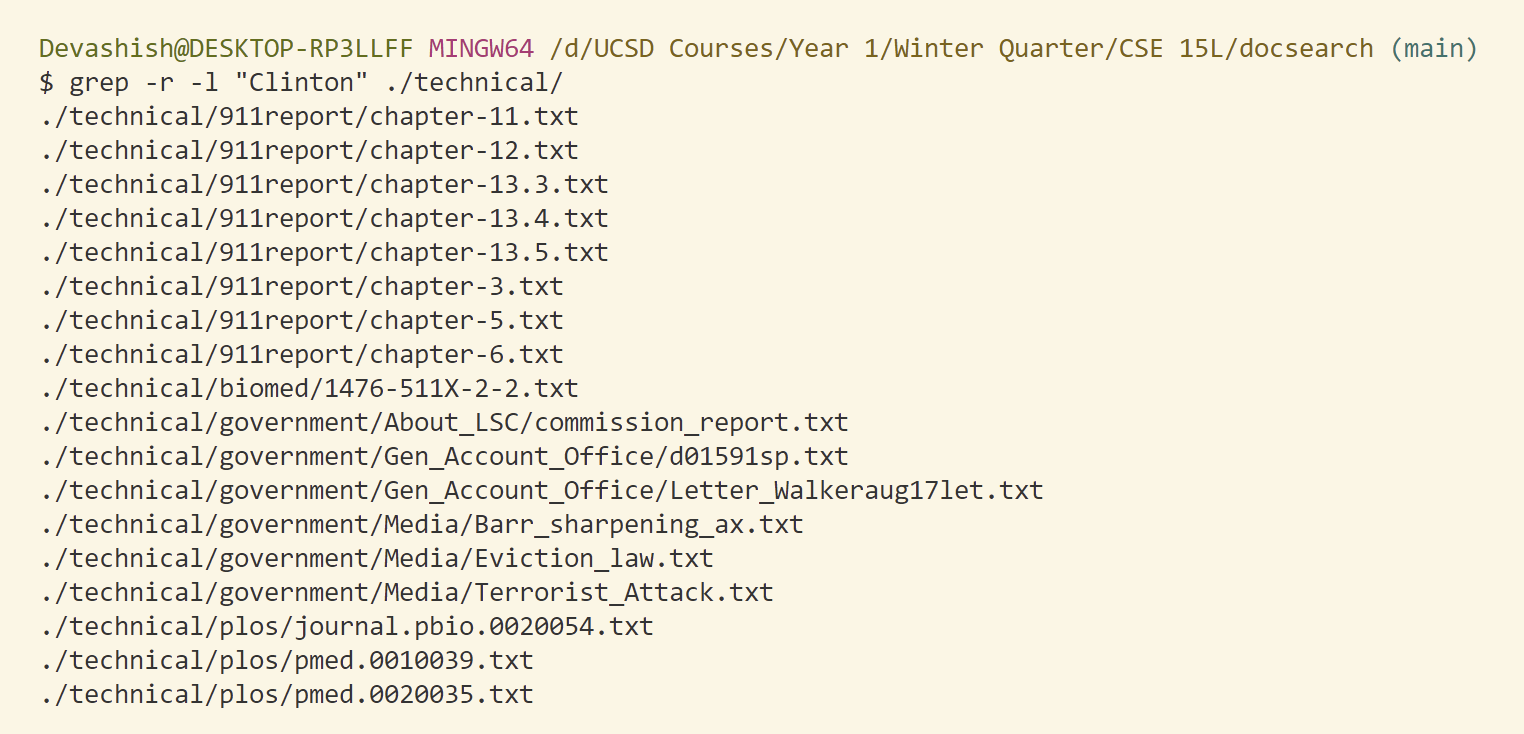 Devashish@DESKTOP-RP3LLFF MINGW64 /d/UCSD Courses/Year 1/Winter Quarter/CSE 15L/docsearch (main)
$ grep -r -l "Clinton" ./technical/
./technical/911report/chapter-11.txt
./technical/911report/chapter-12.txt
./technical/911report/chapter-13.3.txt
./technical/911report/chapter-13.4.txt
./technical/911report/chapter-13.5.txt
./technical/911report/chapter-3.txt
./technical/911report/chapter-5.txt
./technical/911report/chapter-6.txt
./technical/biomed/1476-511X-2-2.txt
./technical/government/About_LSC/commission_report.txt
./technical/government/Gen_Account_Office/d01591sp.txt
./technical/government/Gen_Account_Office/Letter_Walkeraug17let.txt
./technical/government/Media/Barr_sharpening_ax.txt
./technical/government/Media/Eviction_law.txt
./technical/government/Media/Terrorist_Attack.txt
./technical/plos/journal.pbio.0020054.txt
./technical/plos/pmed.0010039.txt
./technical/plos/pmed.0020035.txt